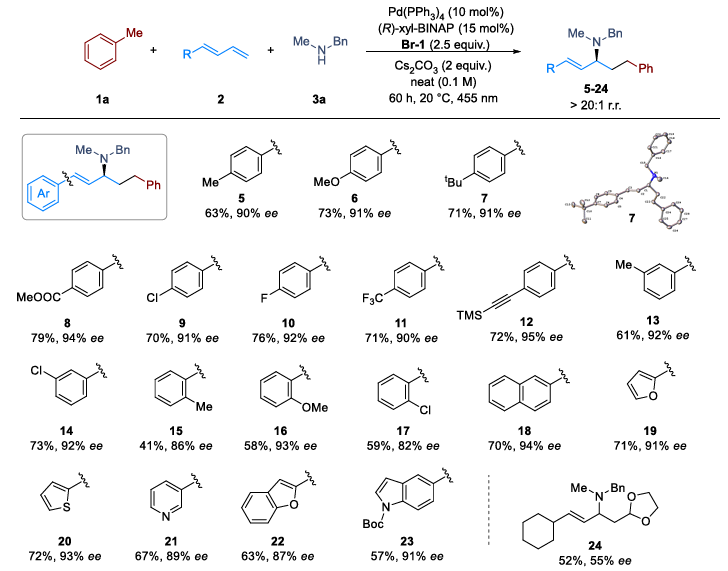 Me
+
R
+
Me
N
H
Bn
Pd(PPh3)4 (10 mol%)
(R)-xyl-BINAP (15 mol%)
Br-1 (2.5 equiv.)
Cs2CO3 (2 equiv.)
neat (0.1 M)
60 h, 20 °C, 455 nm
Me
N
Bn
R
Ph
1a
2
3a
5-24
> 20:1 r.r.
Me
N
Bn
Ar
Ph
Me
5
63%, 90% ee
MeO
6
73%, 91% ee
tBu
7
71%, 91% ee
7
MeOOC
8
79%, 94% ee
Cl
9
70%, 91% ee
F
10
76%, 92% ee
F3C
11
71%, 90% ee
TMS
12
72%, 95% ee
Me
13
61%, 92% ee
Cl
14
73%, 92% ee
Me
15
41%, 86% ee
OMe
16
58%, 93% ee
Cl
17
59%, 82% ee
18
70%, 94% ee
O
19
71%, 91% ee
S
20
72%, 93% ee
N
21
67%, 89% ee
O
22
63%, 87% ee
N
Boc
23
57%, 91% ee
Me
N
Bn
O
O
24
52%, 55% ee